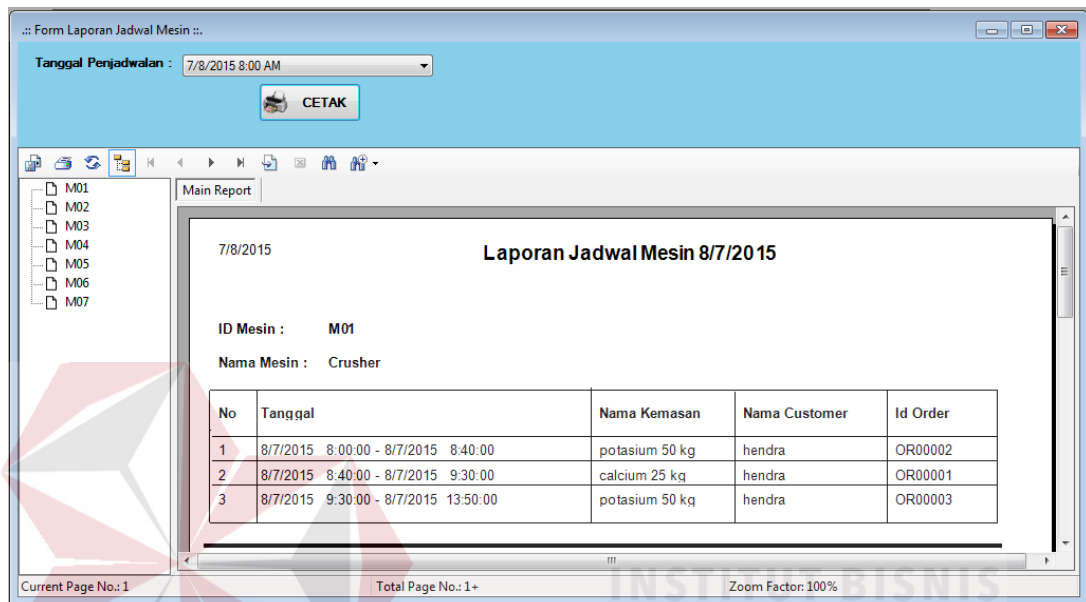 .:: Form Laporan Jadwal Mesin ::.
Tanggal Penjadwalan : 7/8/2015 8:00 AM
CETAK
M01
M02
M03
M04
M05
M06
M07
Main Report
7/8/2015 Laporan Jadwal Mesin 8/7/2015
ID Mesin : M01
Nama Mesin : Crusher
No Tanggal Nama Kemasan Nama Customer Id Order
1 8/7/2015 8:00:00 - 8/7/2015 8:40:00 potasium 50 kg hendra OR00002
2 8/7/2015 8:40:00 - 8/7/2015 9:30:00 calcium 25 kg hendra OR00001
3 8/7/2015 9:30:00 - 8/7/2015 13:50:00 potasium 50 kg hendra OR00003
Current Page No.: 1 Total Page No.: 1+ Zoom Factor: 100%
INSTITUT BISNIS